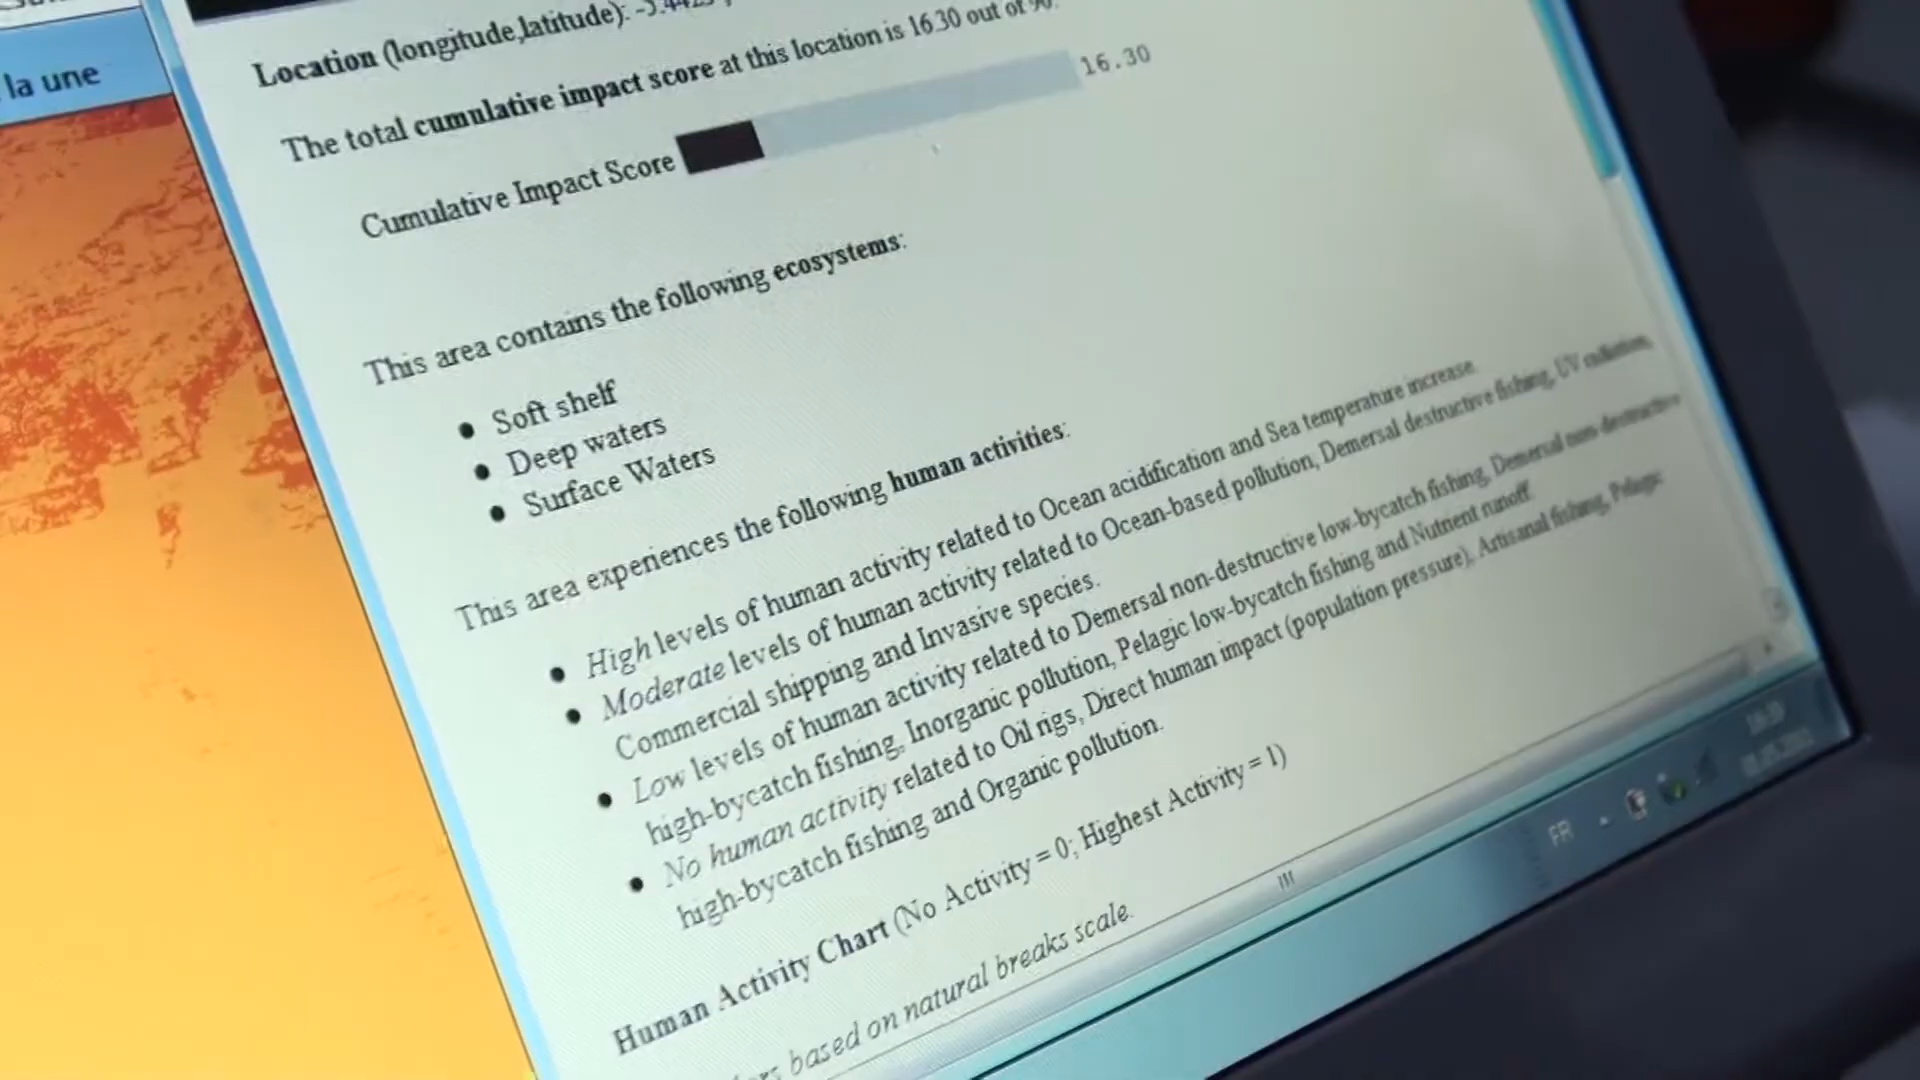 la une
Location (longitude,latitude):
The total cumulative impact score at this location is 16.30 out of 90.
Cumulative Impact Score 16.30
This area contains the following ecosystems:
• Soft shelf
• Deep waters
• Surface Waters
This area experiences the following human activities:
• High levels of human activity related to Ocean acidification and Sea temperature increase.
• Moderate levels of human activity related to Ocean-based pollution, Demersal destructive fishing, UV radiation,
Commercial shipping and Invasive species.
• Low levels of human activity related to Demersal non-destructive low-bycatch fishing, Demersal non-destructive
high-bycatch fishing, Inorganic pollution, Pelagic low-bycatch fishing and Nutrient runoff.
• No human activity related to Oil rigs, Direct human impact (population pressure), Artisanal fishing, Pelagic
high-bycatch fishing and Organic pollution.
Human Activity Chart (No Activity = 0; Highest Activity = 1)
based on natural breaks scale.
FR